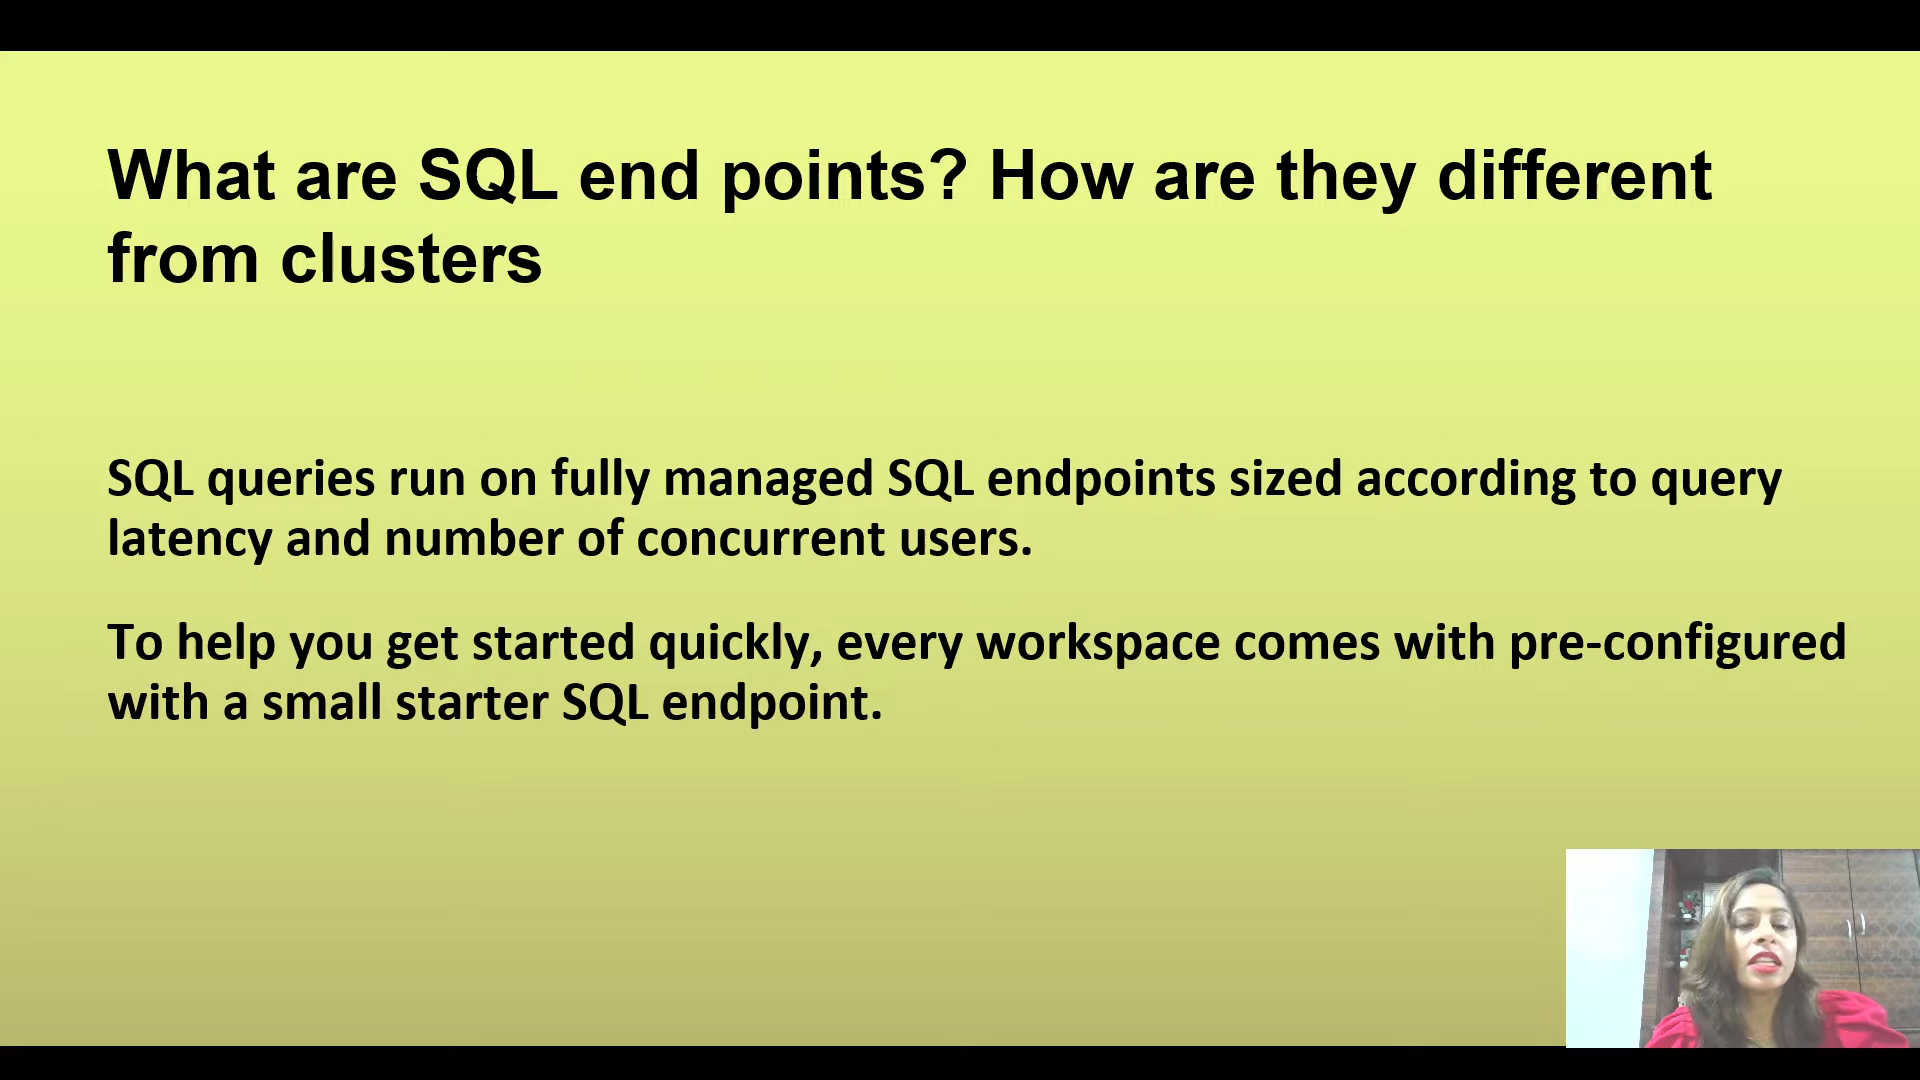 What are SQL end points? How are they different
from clusters
SQL queries run on fully managed SQL endpoints sized according to query
latency and number of concurrent users.
To help you get started quickly, every workspace comes with pre-configured
with a small starter SQL endpoint.